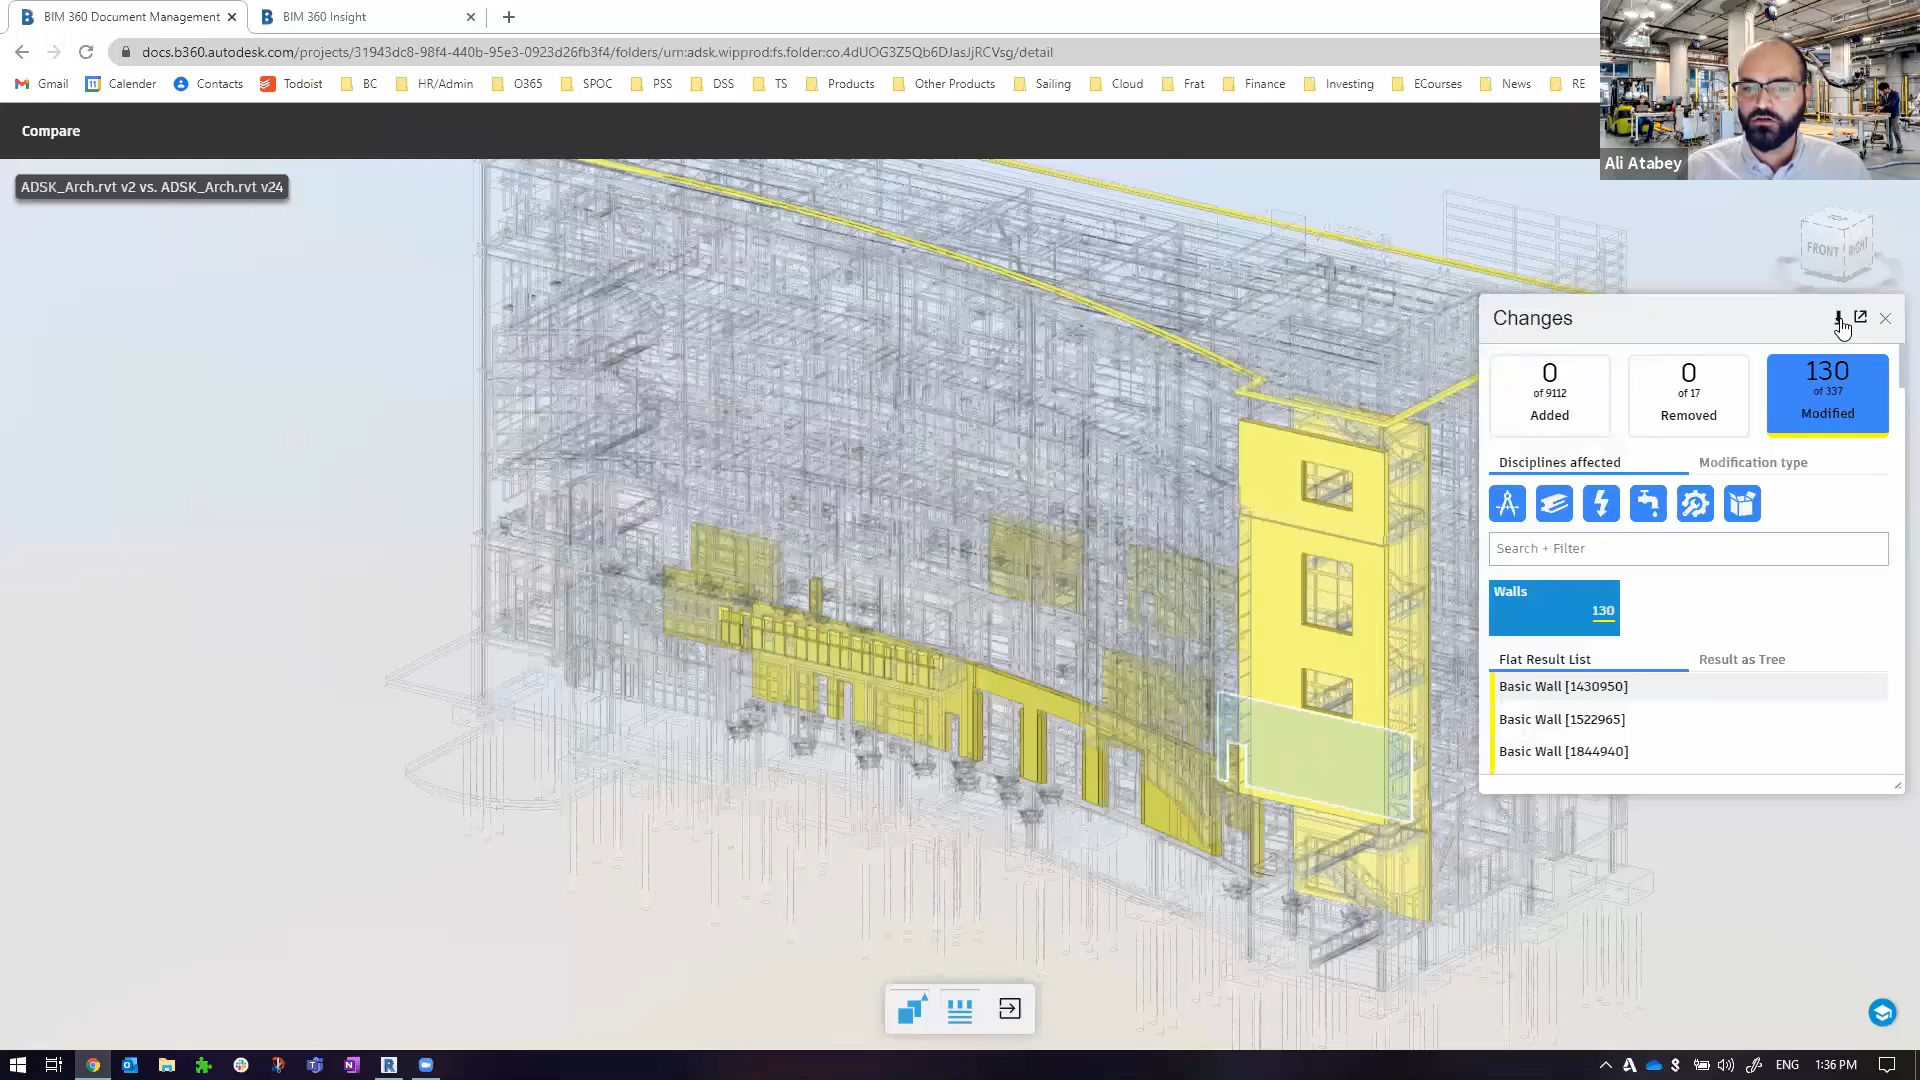 BIM 360 Document Management
BIM 360 Insight
docs.b360.autodesk.com/projects/31943dc8-98f4-440b-95e3-0923d26fb3f4/folders/urn:adsk.wipprod:fs.folder:co.4dUOG3Z5Qb6DJasJjRCVsg/detail
Gmail
Calender
Contacts
Todoist
BC
HR/Admin
O365
SPOC
PSS
DSS
TS
Products
Other Products
Sailing
Cloud
Frat
Finance
Investing
ECourses
News
RE
Ali Atabey
Compare
ADSK_Arch.rvt v2 vs. ADSK_Arch.rvt v24
TOP
FRONT
RIGHT
Changes
0
of 9112
Added
0
of 17
Removed
130
of 337
Modified
Disciplines affected
Modification type
Search + Filter
Walls
130
Flat Result List
Result as Tree
Basic Wall [1430950]
Basic Wall [1522965]
Basic Wall [1844940]
ENG
1:36 PM